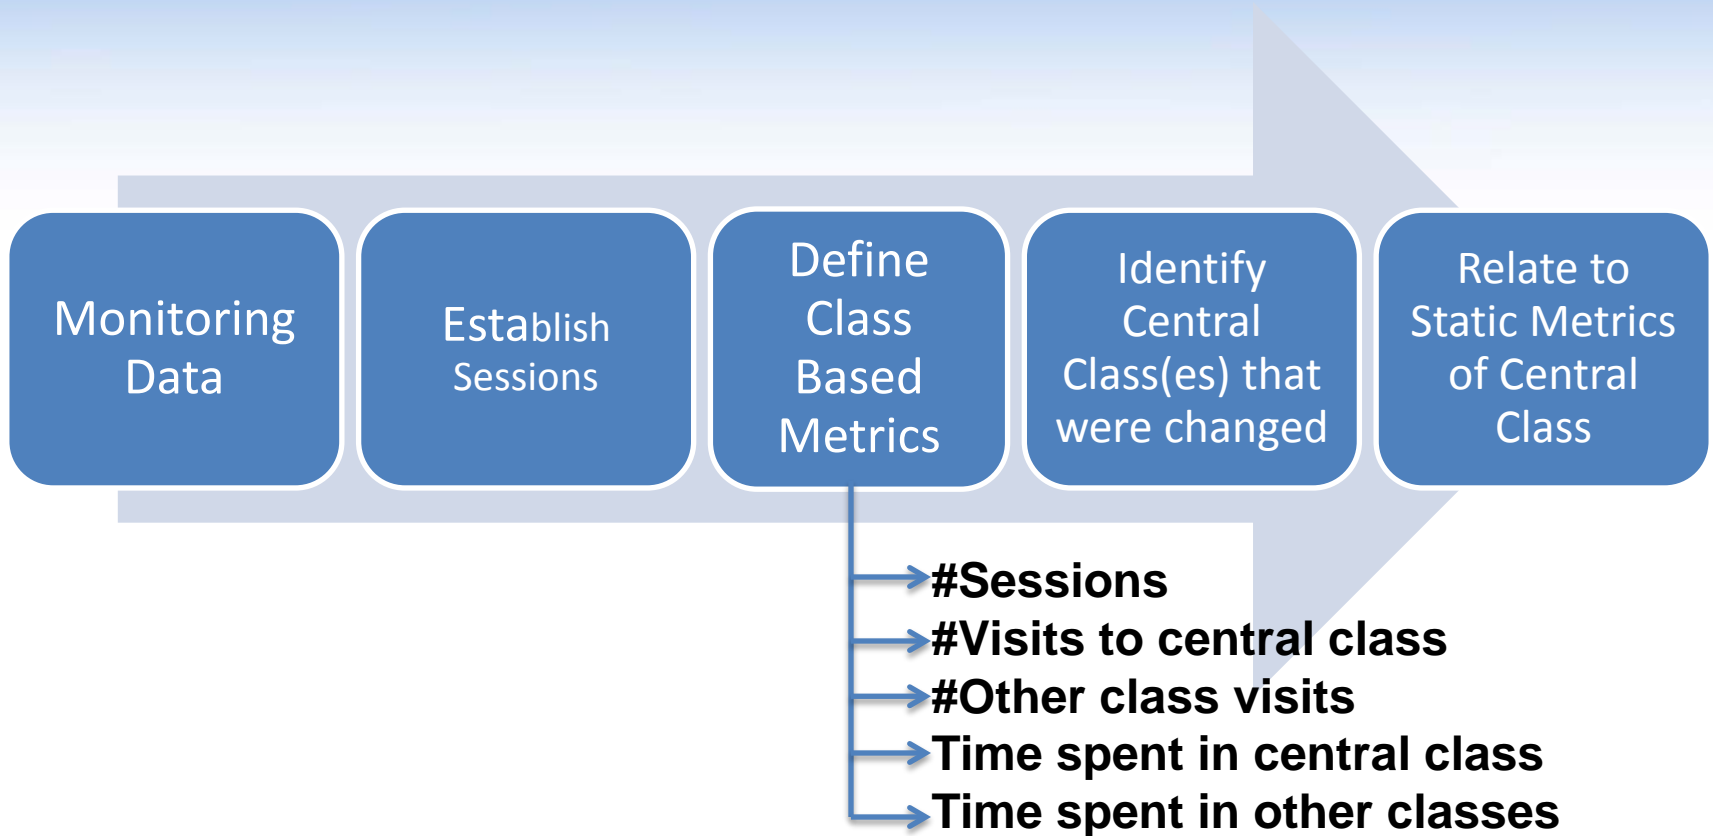 Monitoring
Data
Establish
Sessions
Define
Class
Based
Metrics
Identify
Central
Class(es) that
were changed
Relate to
Static Metrics
of Central
Class
#Sessions
#Visits to central class
#Other class visits
Time spent in central class
Time spent in other classes